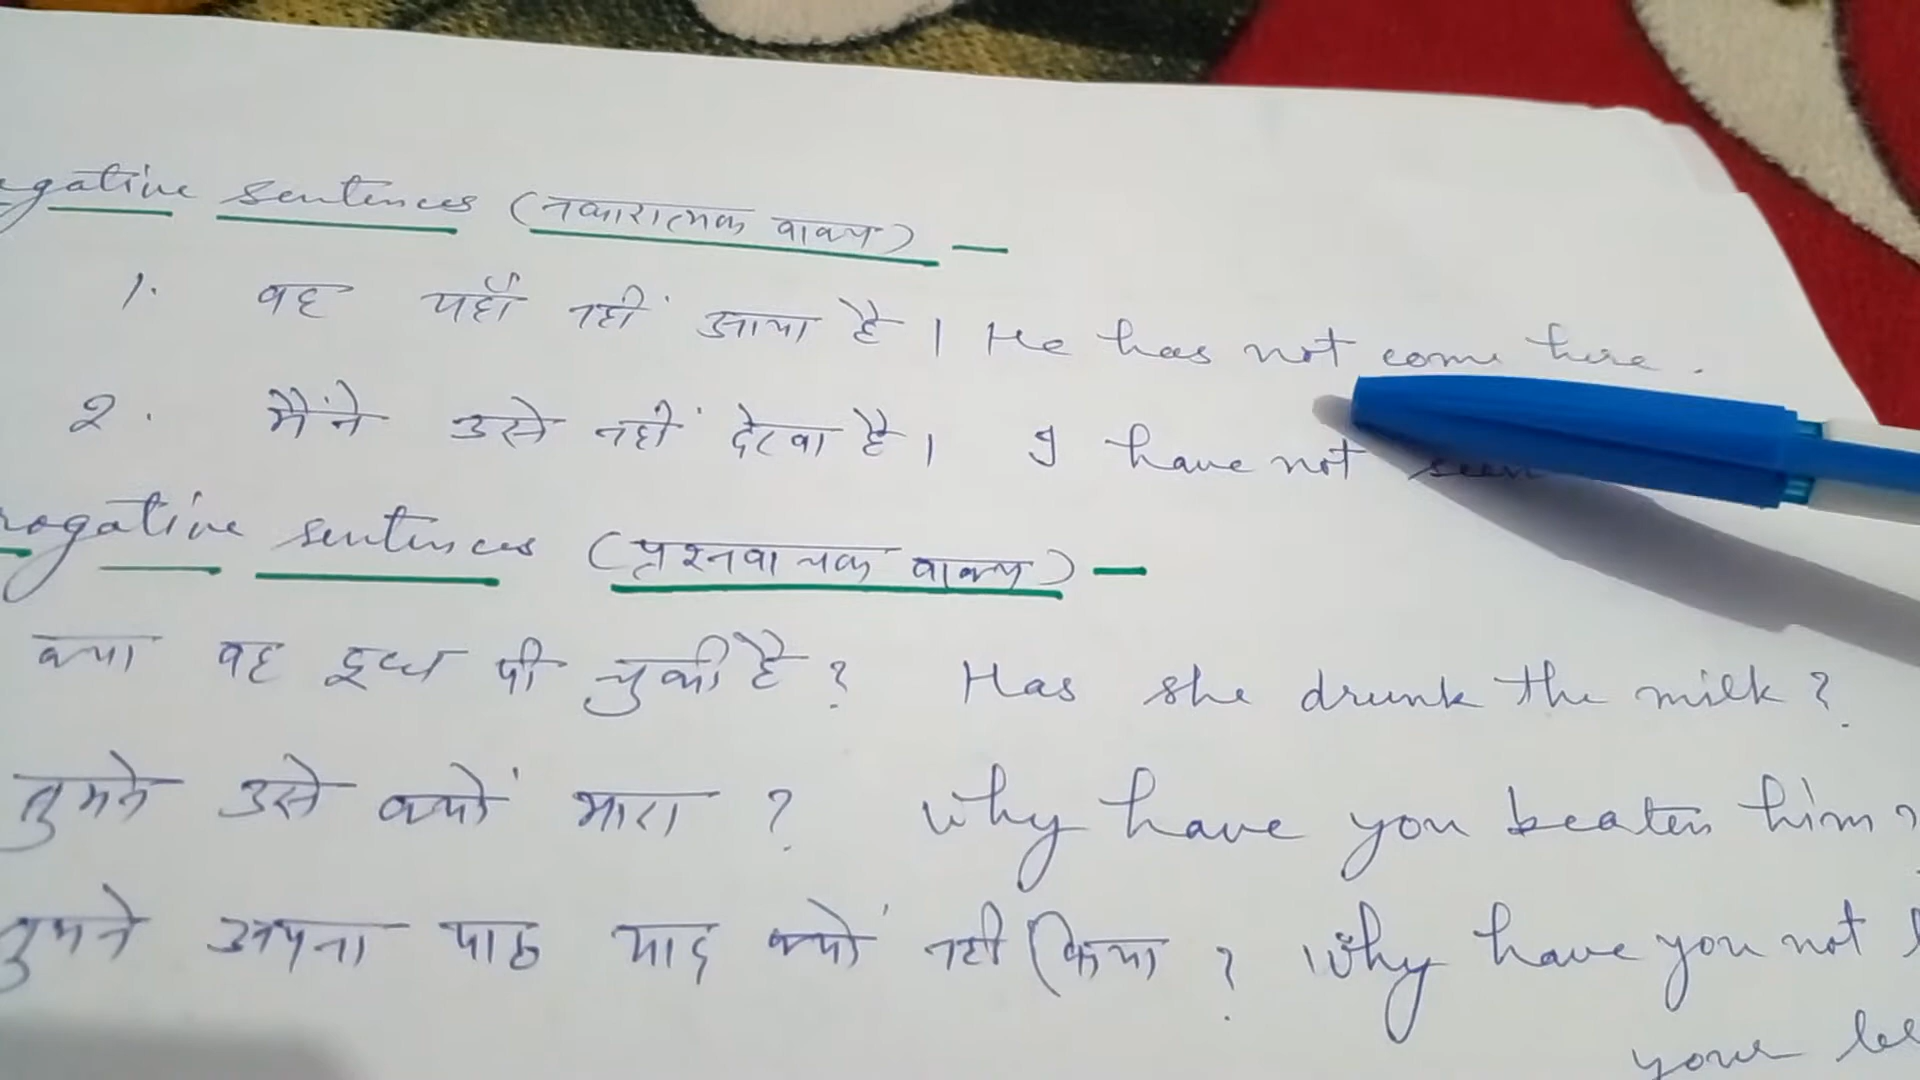 egative sentences (नकारात्मक वाक्य) —
1. वह यहाँ नहीं आया है । He has not come here .
2. मैंने उसे नहीं देखा है । I have not seen
rogative sentences (प्रश्नवाचक वाक्य) —
क्या वह दूध पी चुकी है ? Has she drunk the milk ?
तुमने उसे क्यों मारा ? Why have you beaten him ?
तुमने अपना पाठ याद क्यों नहीं किया ? Why have you not
your